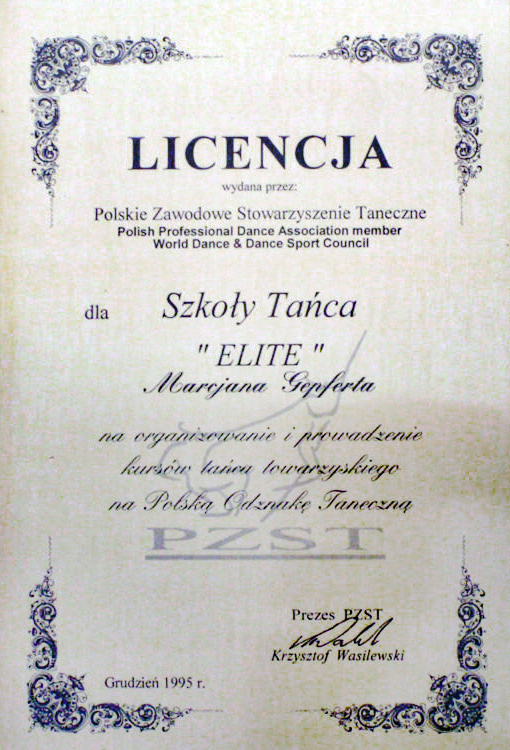 LICENCJA
wydana przez:
Polskie Zawodowe Stowarzyszenie Taneczne
Polish Professional Dance Association member
World Dance & Dance Sport Council
dla Szkoły Tańca
" ELITE "
Marcjana Gepferta
na organizowanie i prowadzenie
kursów tańca towarzyskiego
na Polską Odznakę Taneczną
PZST
Prezes PZST
Krzysztof Wasilewski
Grudzień 1995 r.